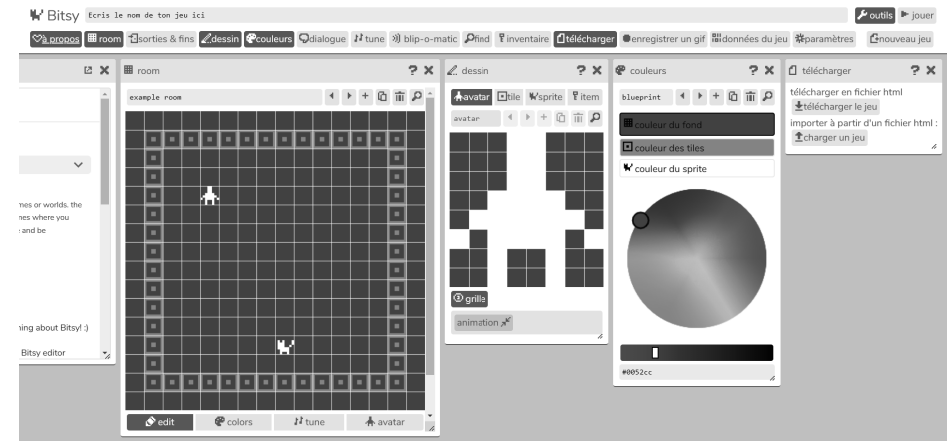 Bitsy
Ecris le nom de ton jeu ici
outils
jouer
à propos
room
sorties & fins
dessin
couleurs
dialogue
tune
blip-o-matic
find
inventaire
télécharger
enregistrer un gif
données du jeu
paramètres
nouveau jeu
mes or worlds. the
mes where you
and be
ning about Bitsy! :)
Bitsy editor
room
example room
edit
colors
tune
avatar
dessin
avatar
tile
sprite
item
avatar
grille
animation
couleurs
blueprint
couleur du fond
couleur des tiles
couleur du sprite
#0052cc
télécharger
télécharger en fichier html
télécharger le jeu
importer à partir d'un fichier html :
charger un jeu